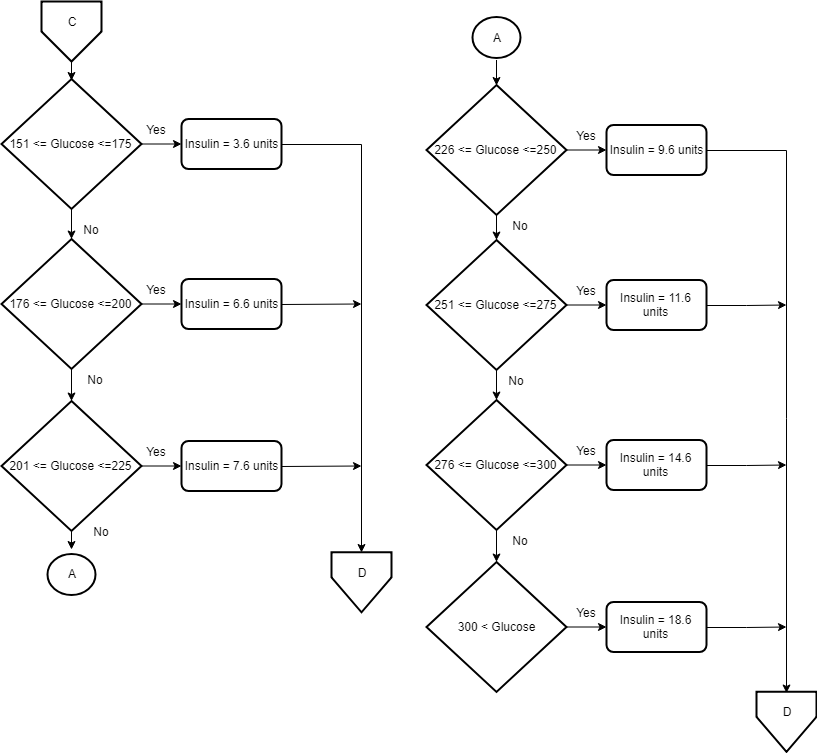 C
151 <= Glucose <=175
Yes
Insulin = 3.6 units
No
176 <= Glucose <=200
Yes
Insulin = 6.6 units
No
201 <= Glucose <=225
Yes
Insulin = 7.6 units
No
A
D
A
226 <= Glucose <=250
Yes
Insulin = 9.6 units
No
251 <= Glucose <=275
Yes
Insulin = 11.6
units
No
276 <= Glucose <=300
Yes
Insulin = 14.6
units
No
300 < Glucose
Yes
Insulin = 18.6
units
D